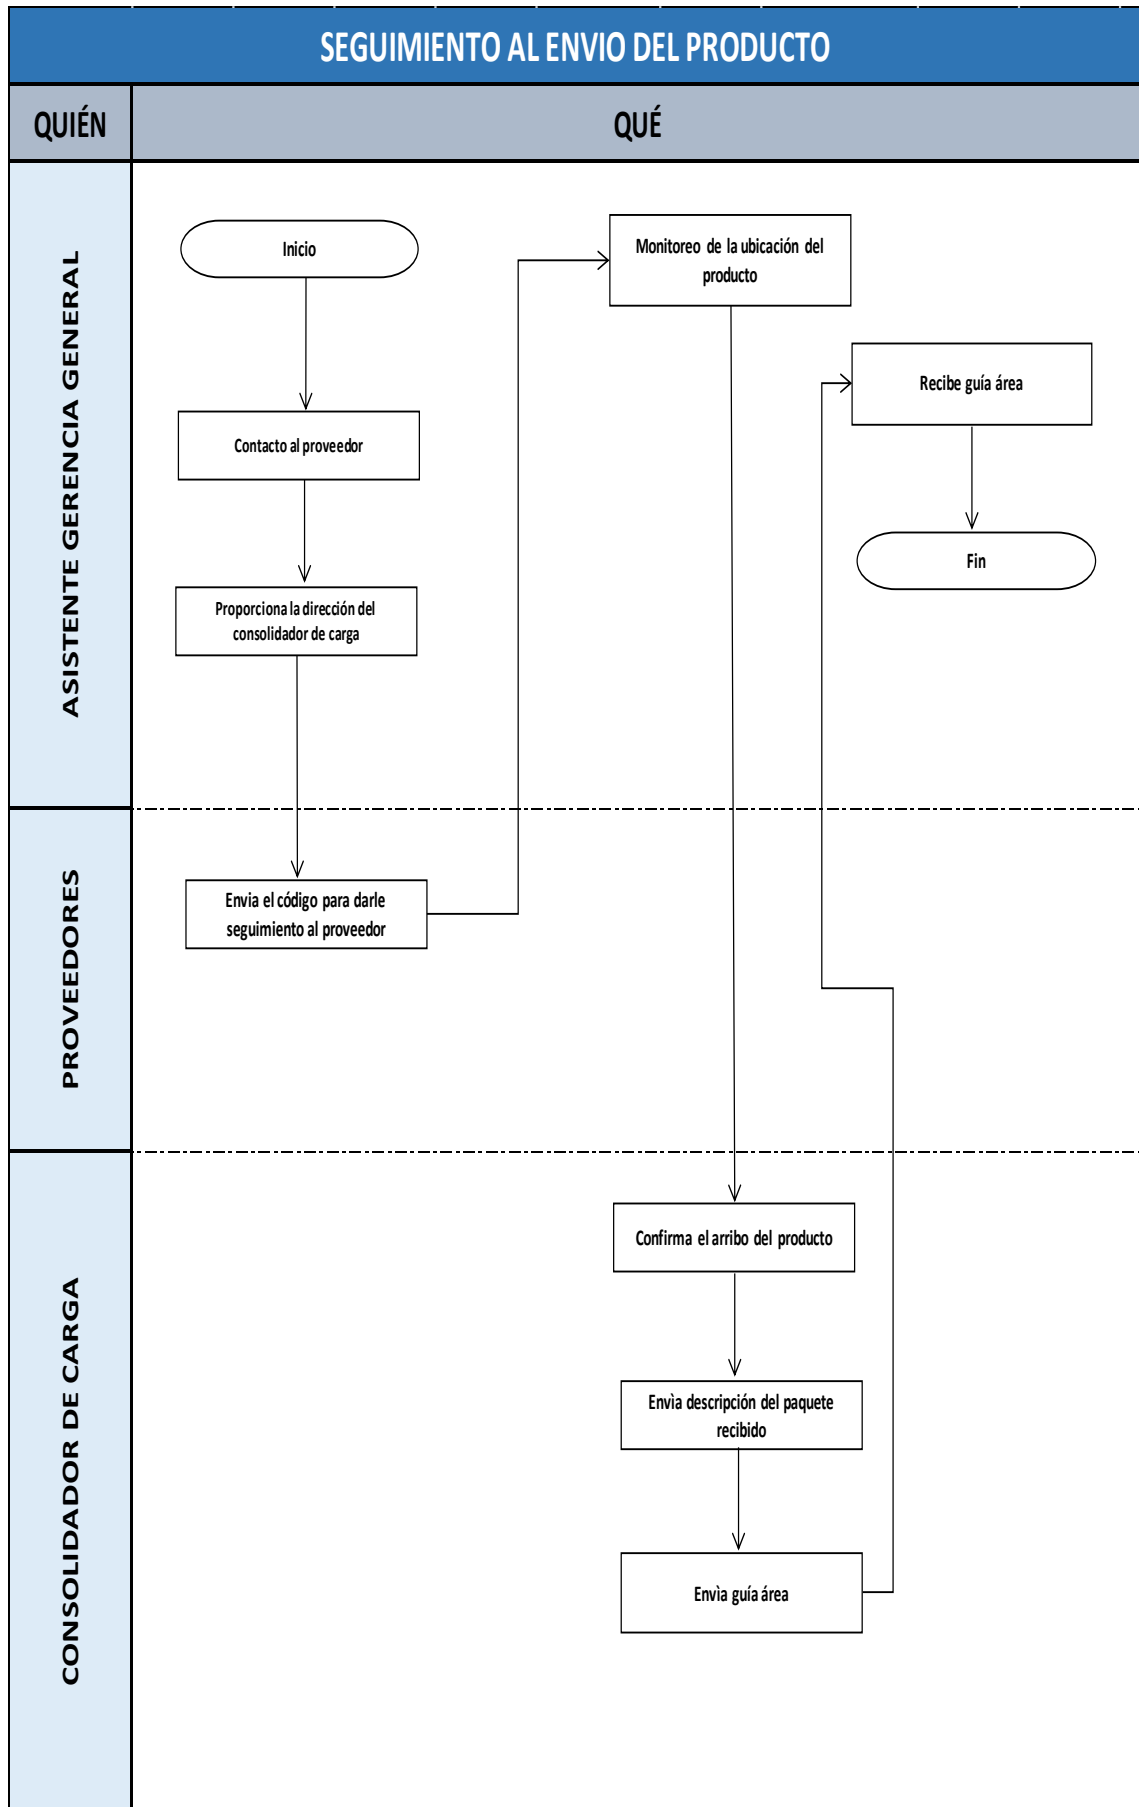 SEGUIMIENTO AL ENVIO DEL PRODUCTO
QUIÉN
QUÉ
ASISTENTE GERENCIA GENERAL
Inicio
Contacto al proveedor
Proporciona la dirección del
consolidador de carga
Monitoreo de la ubicación del
producto
Recibe guía área
Fin
PROVEEDORES
Envia el código para darle
seguimiento al proveedor
CONSOLIDADOR DE CARGA
Confirma el arribo del producto
Envìa descripción del paquete
recibido
Envìa guía área